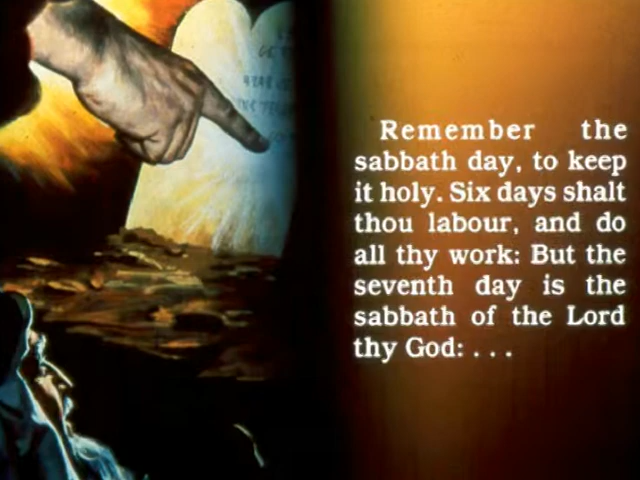 Remember the
sabbath day, to keep
it holy. Six days shalt
thou labour, and do
all thy work: But the
seventh day is the
sabbath of the Lord
thy God: . . .